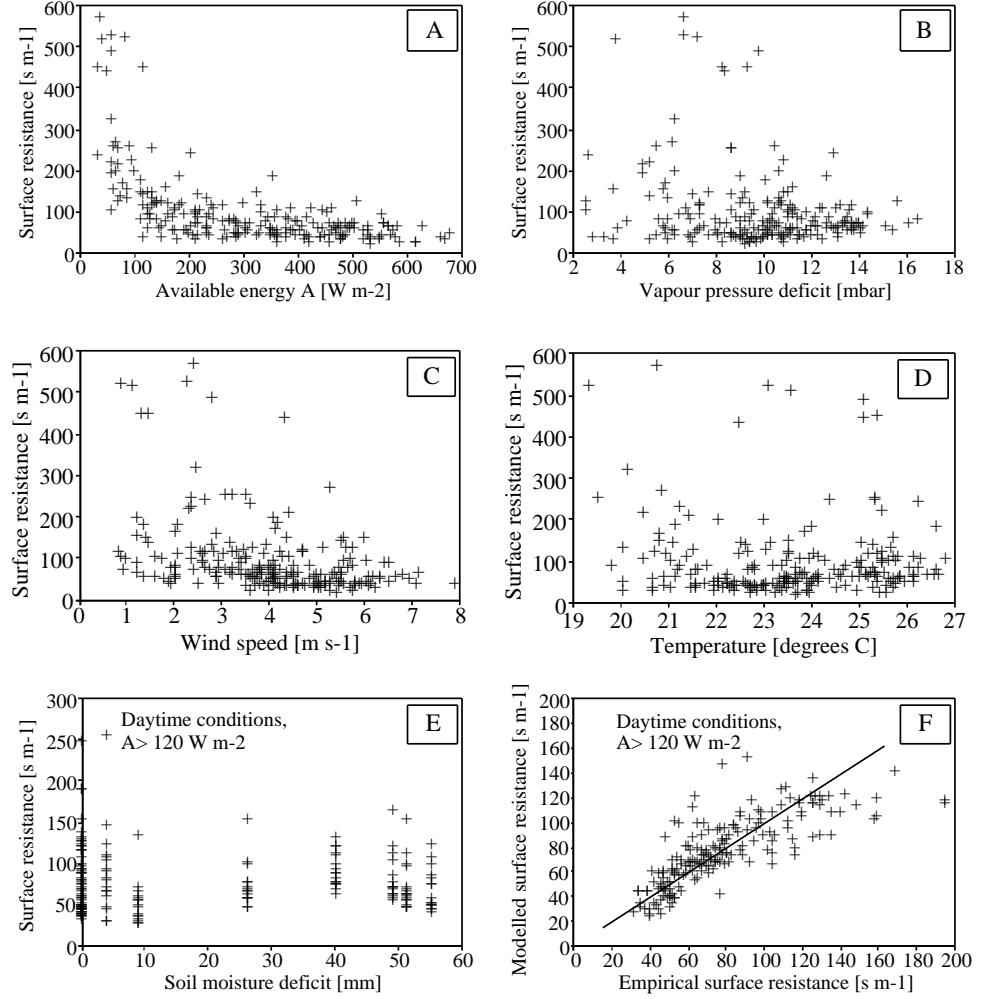 A
Surface resistance [s m-1]
600
500
400
300
200
100
0
0 100 200 300 400 500 600 700
Available energy A [W m-2]
B
Surface resistance [s m-1]
600
500
400
300
200
100
0
2 4 6 8 10 12 14 16 18
Vapour pressure deficit [mbar]
C
Surface resistance [s m-1]
600
500
400
300
200
100
0
0 1 2 3 4 5 6 7 8
Wind speed [m s-1]
D
Surface resistance [s m-1]
600
500
400
300
200
100
0
19 20 21 22 23 24 25 26 27
Temperature [degrees C]
E
Daytime conditions,
A> 120 W m-2
Surface resistance [s m-1]
300
250
200
150
100
50
0
0 10 20 30 40 50 60
Soil moisture deficit [mm]
F
Daytime conditions,
A> 120 W m-2
Modelled surface resistance [s m-1]
200
180
160
140
120
100
80
60
40
20
0
0 20 40 60 80 100 120 140 160 180 200
Empirical surface resistance [s m-1]